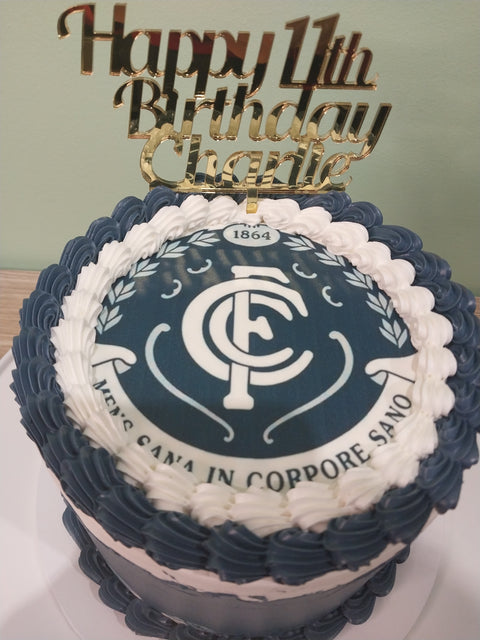 Happy 11th
Birthday
Charlie
1864
CFC
MENS SANA IN CORPORE SANO